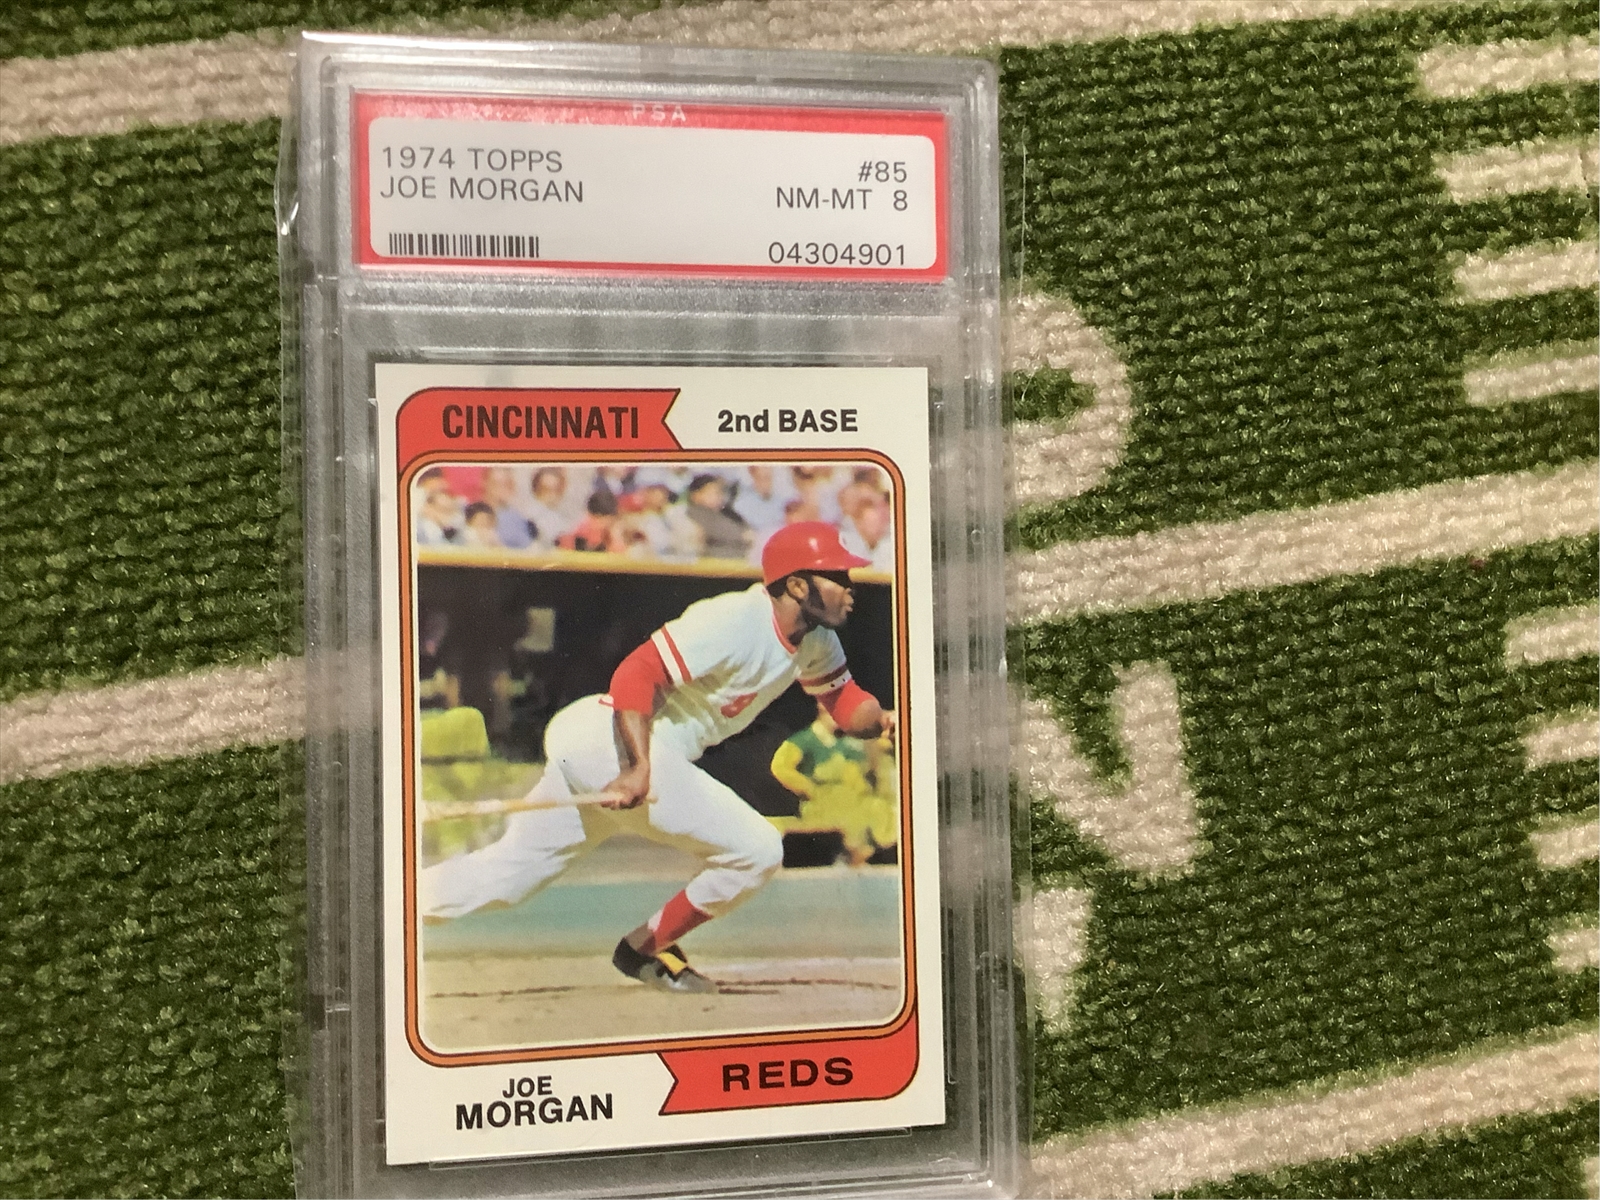 PSA
1974 TOPPS #85
JOE MORGAN NM-MT 8
04304901
CINCINNATI 2nd BASE
JOE
MORGAN
REDS